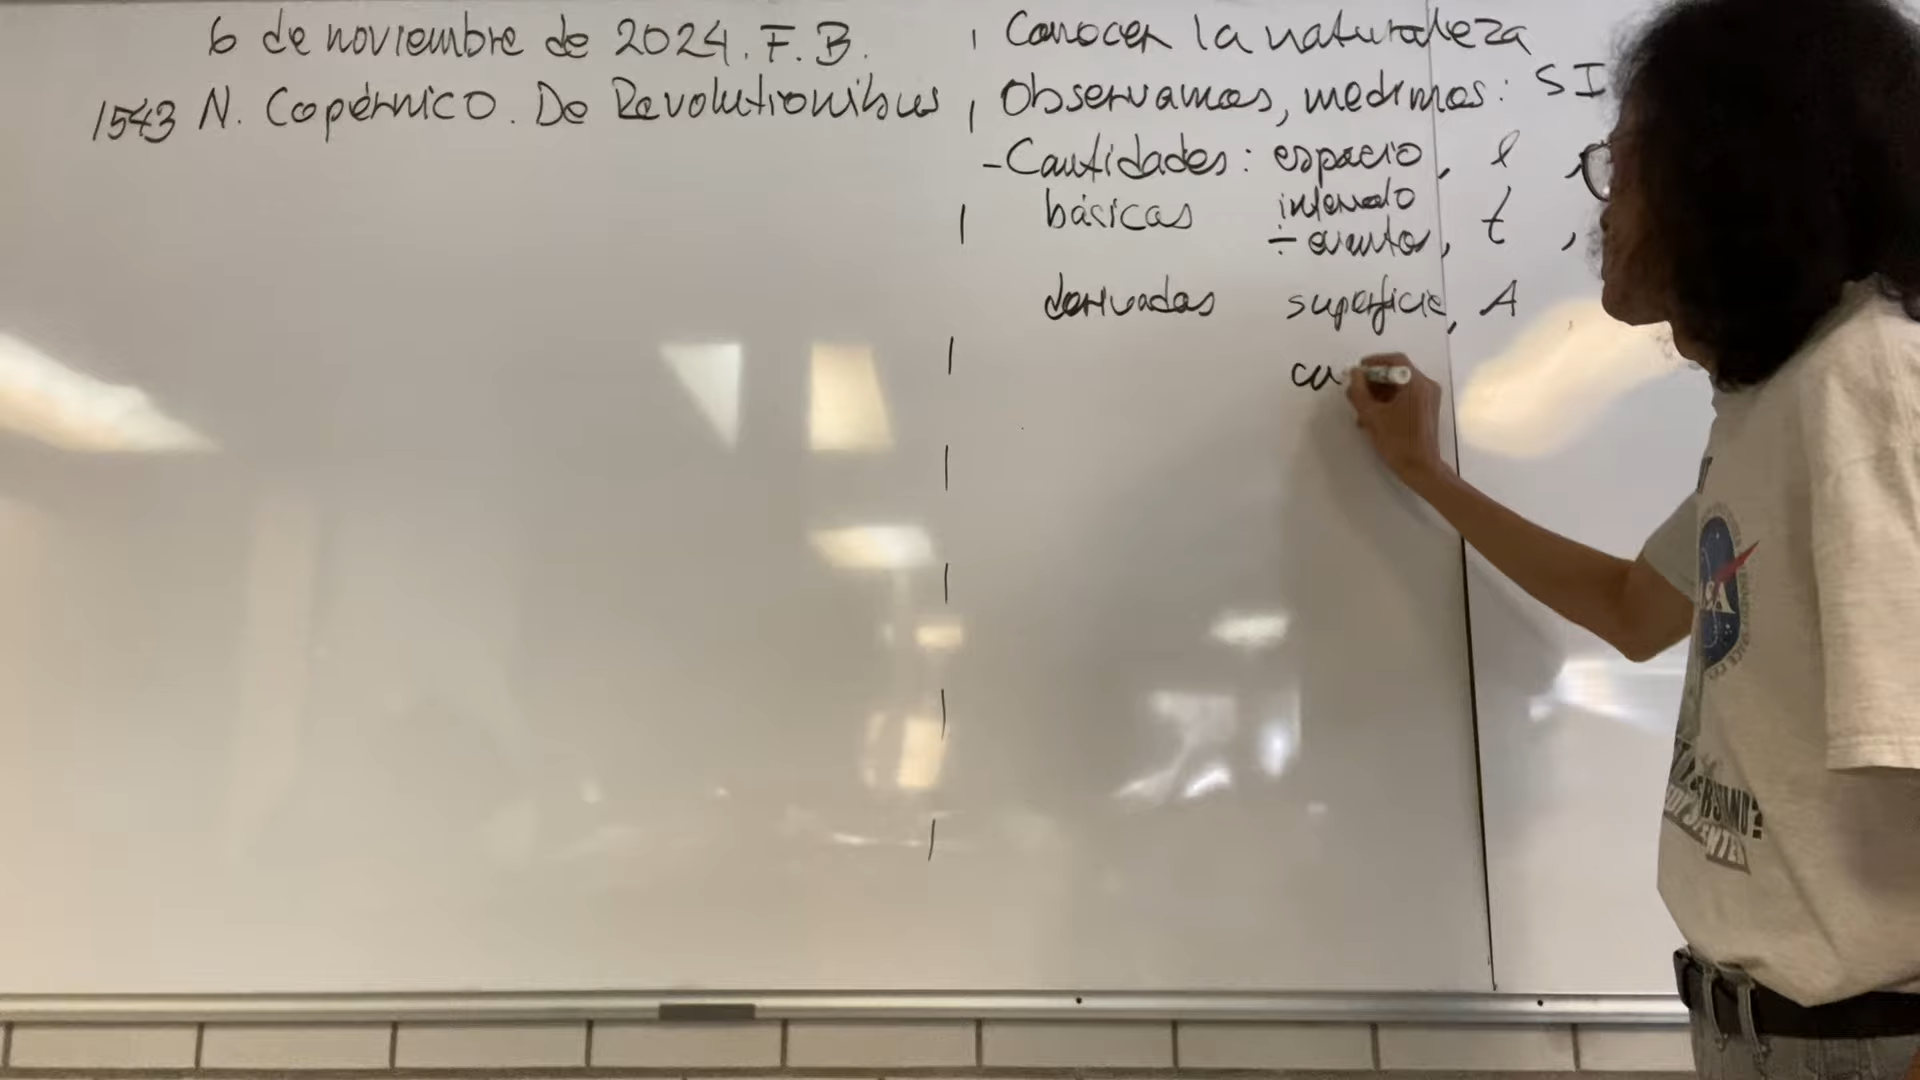 6 de noviembre de 2024. F. B.
1543 N. Copérnico. De Revolutionibus
Conocer la naturaleza
Observamos, medimos: SI
- Cantidades: espacio, l,
básicas intervalo
÷ eventos, t,
derivadas superficie, A
cu